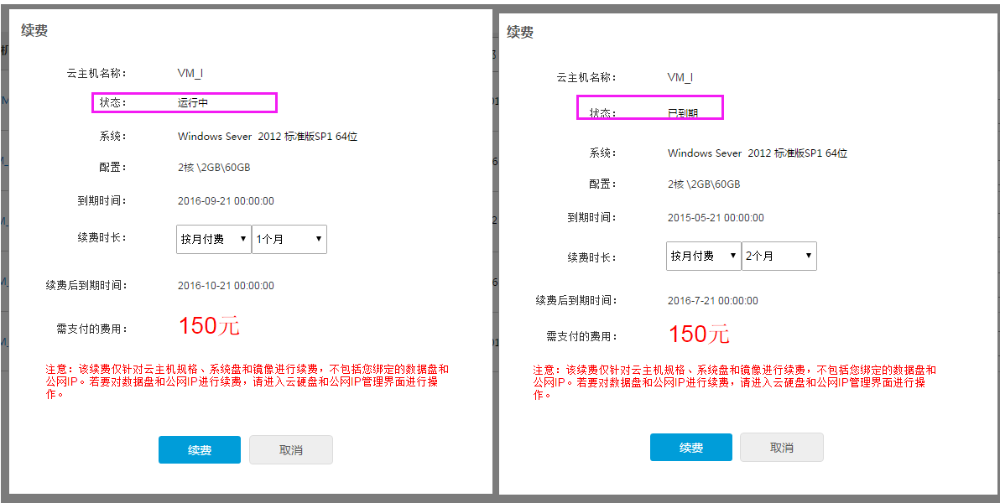 续费
云主机名称： VM_I
状态： 运行中
系统： Windows Sever 2012 标准版SP1 64位
配置： 2核 \2GB\60GB
到期时间： 2016-09-21 00:00:00
续费时长： 按月付费 1个月
续费后到期时间： 2016-10-21 00:00:00
需支付的费用： 150元
注意：该续费仅针对云主机规格、系统盘和镜像进行续费，不包括您绑定的数据盘和
公网IP。若要对数据盘和公网IP进行续费，请进入云硬盘和公网IP管理界面进行操
作。
续费 取消
续费
云主机名称： VM_I
状态： 已到期
系统： Windows Sever 2012 标准版SP1 64位
配置： 2核 \2GB\60GB
到期时间： 2015-05-21 00:00:00
续费时长： 按月付费 2个月
续费后到期时间： 2016-7-21 00:00:00
需支付的费用： 150元
注意：该续费仅针对云主机规格、系统盘和镜像进行续费，不包括您绑定的数据盘和
公网IP。若要对数据盘和公网IP进行续费，请进入云硬盘和公网IP管理界面进行操
作。
续费 取消